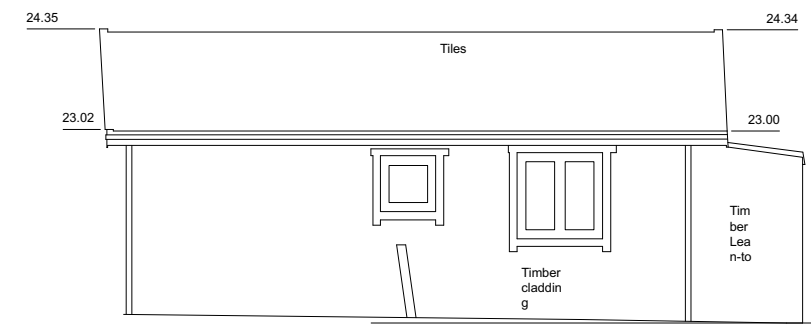 24.35
24.34
Tiles
23.02
23.00
Tim
ber
Lea
n-to
Timber
claddin
g